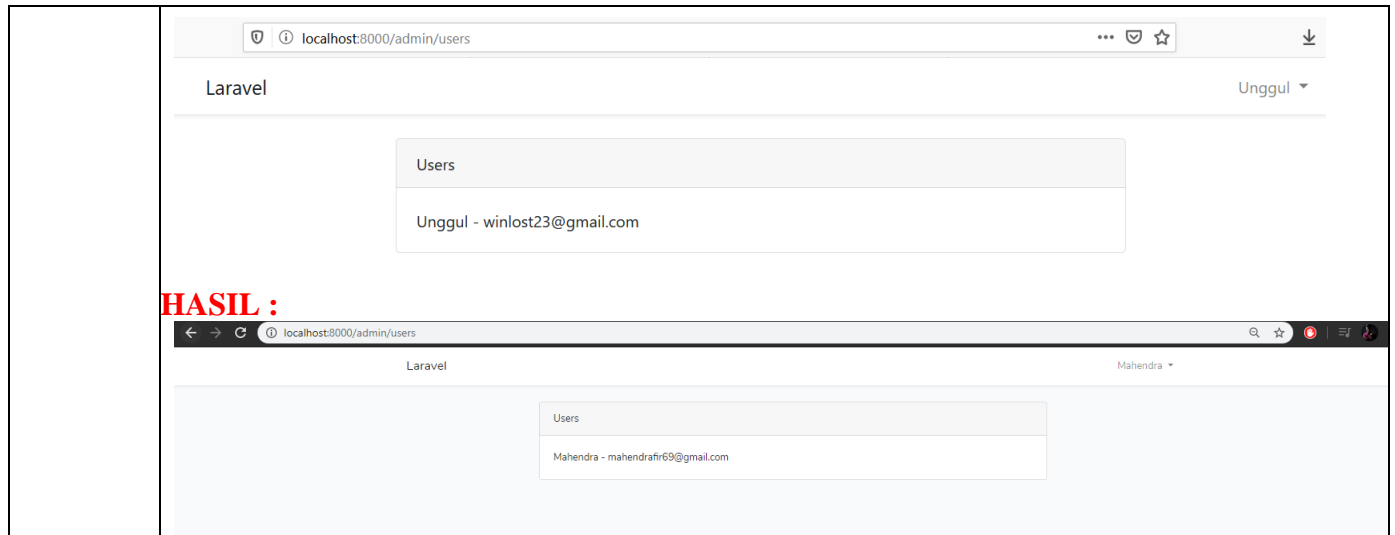 localhost:8000/admin/users
Laravel
Unggul
Users
Unggul - winlost23@gmail.com
HASIL :
localhost:8000/admin/users
Laravel
Mahendra
Users
Mahendra - mahendrafir69@gmail.com